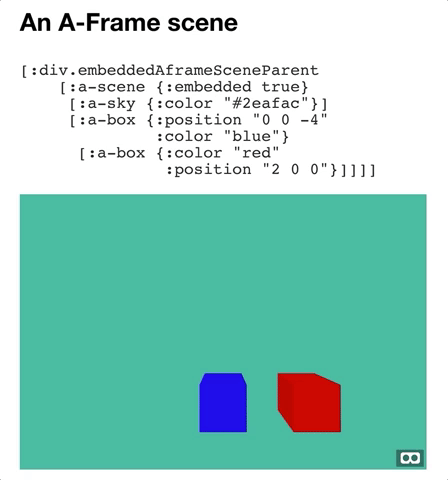 An A-Frame scene
[:div.embeddedAframeSceneParent
[:a-scene {:embedded true}
[:a-sky {:color "#2eafac"}]
[:a-box {:position "0 0 -4"
:color "blue"}
[:a-box {:color "red"
:position "2 0 0"}]]]]